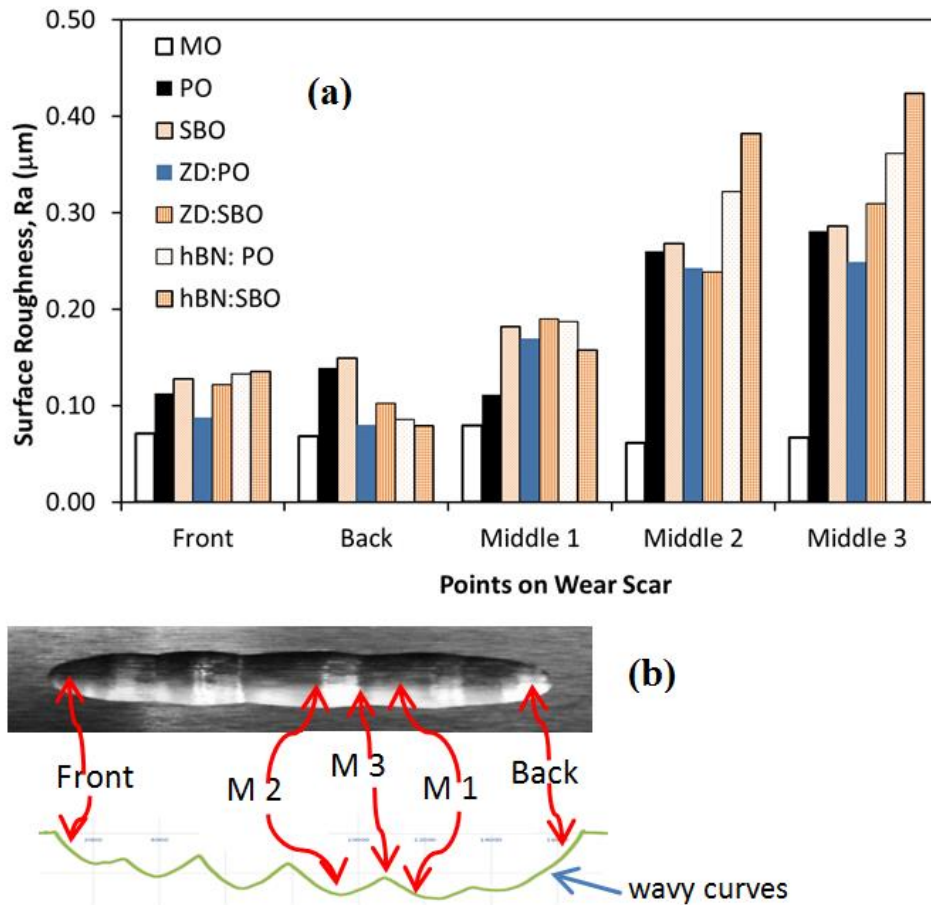 0.50
0.40
0.30
0.20
0.10
0.00
Surface Roughness, Ra (μm)
MO
PO
SBO
ZD:PO
ZD:SBO
hBN: PO
hBN:SBO
(a)
Front Back Middle 1 Middle 2 Middle 3
Points on Wear Scar
(b)
Front M 2 M 3 M 1 Back
wavy curves